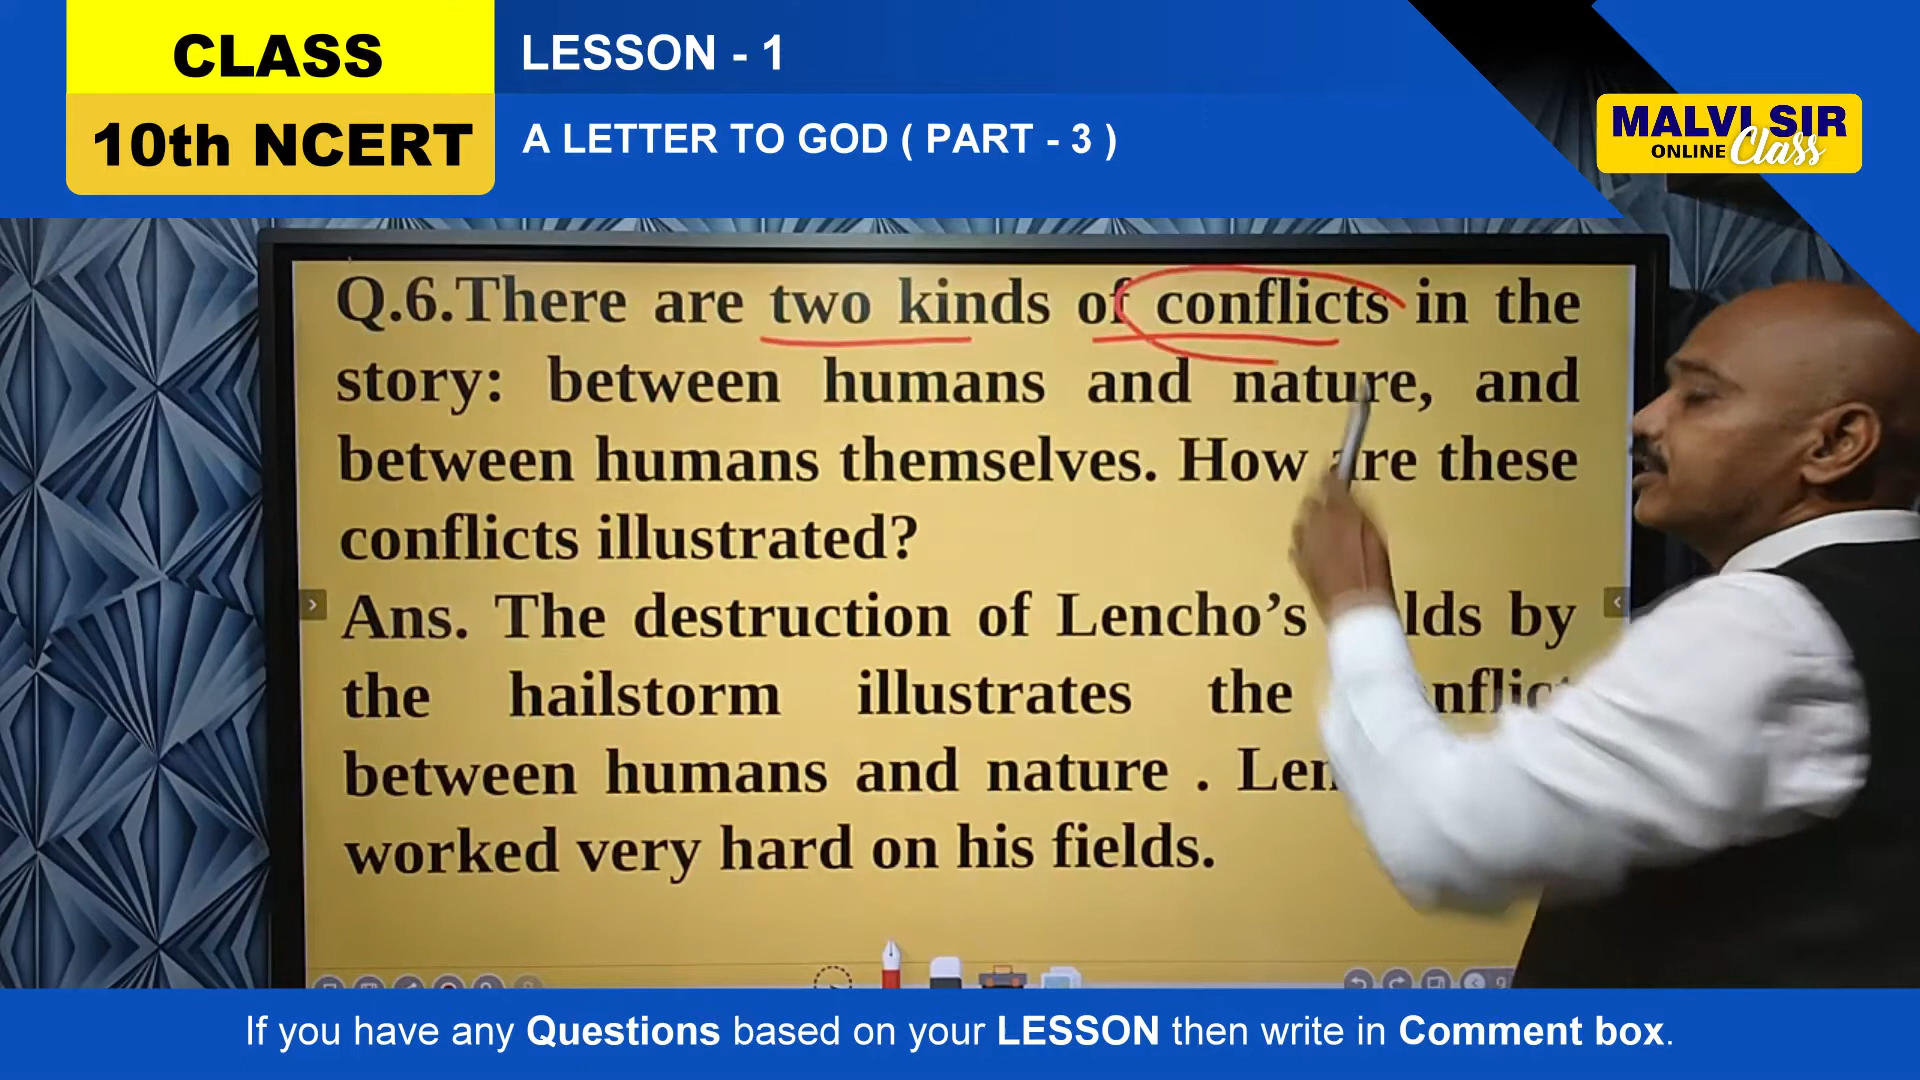 CLASS
10th NCERT
LESSON - 1
A LETTER TO GOD ( PART - 3 )
MALVI SIR
ONLINE Class
Q.6.There are two kinds of conflicts in the
story: between humans and nature, and
between humans themselves. How are these
conflicts illustrated?
Ans. The destruction of Lencho's lds by
the hailstorm illustrates the nflict
between humans and nature . Len
worked very hard on his fields.
If you have any Questions based on your LESSON then write in Comment box.